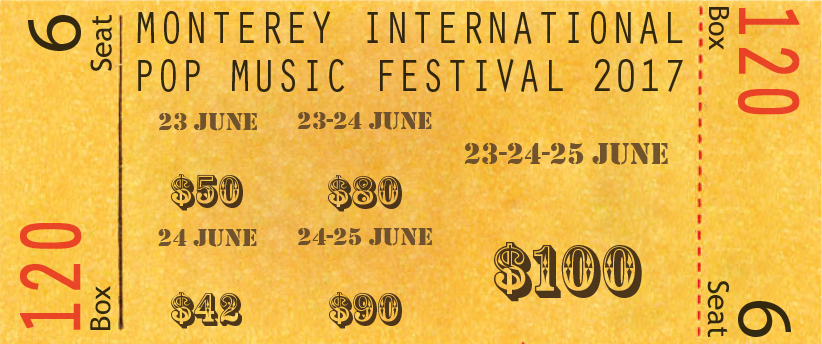 6
Seat
120
Box
MONTEREY INTERNATIONAL
POP MUSIC FESTIVAL 2017
23 JUNE
$50
23-24 JUNE
$80
24 JUNE
$42
24-25 JUNE
$90
23-24-25 JUNE
$100
Box
120
Seat
6